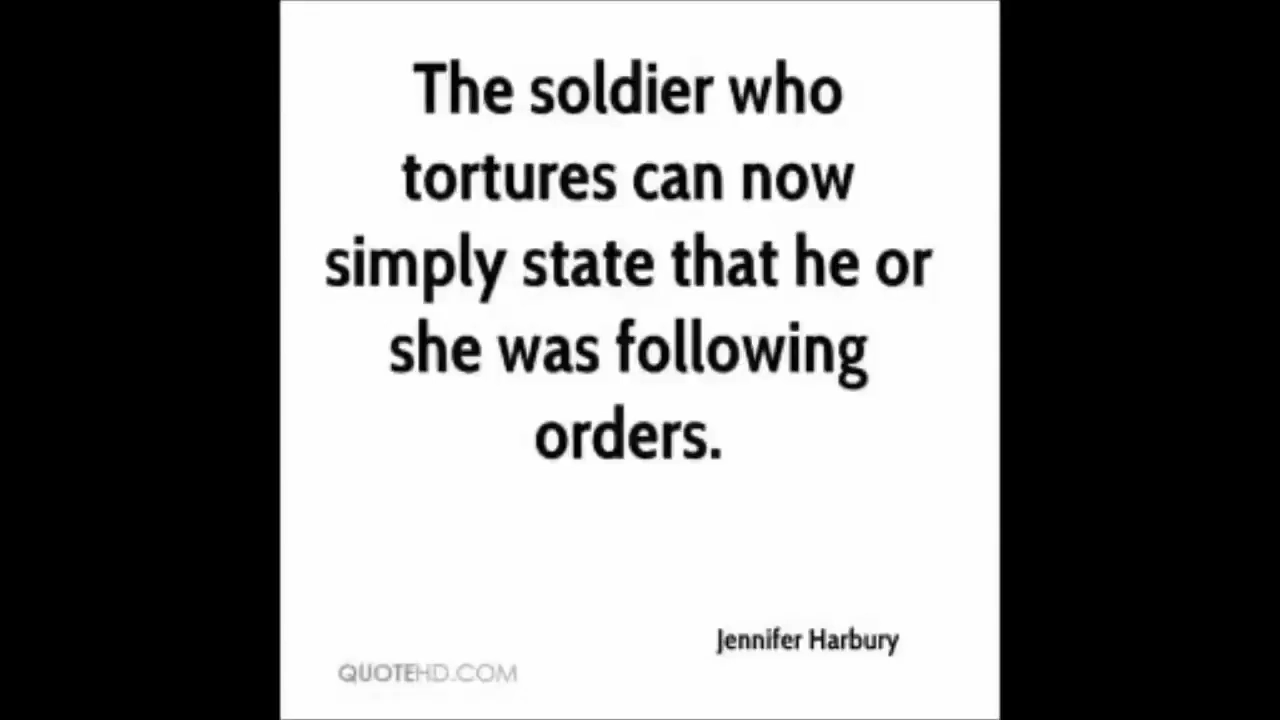 The soldier who
tortures can now
simply state that he or
she was following
orders.
Jennifer Harbury
QUOTEHD.COM